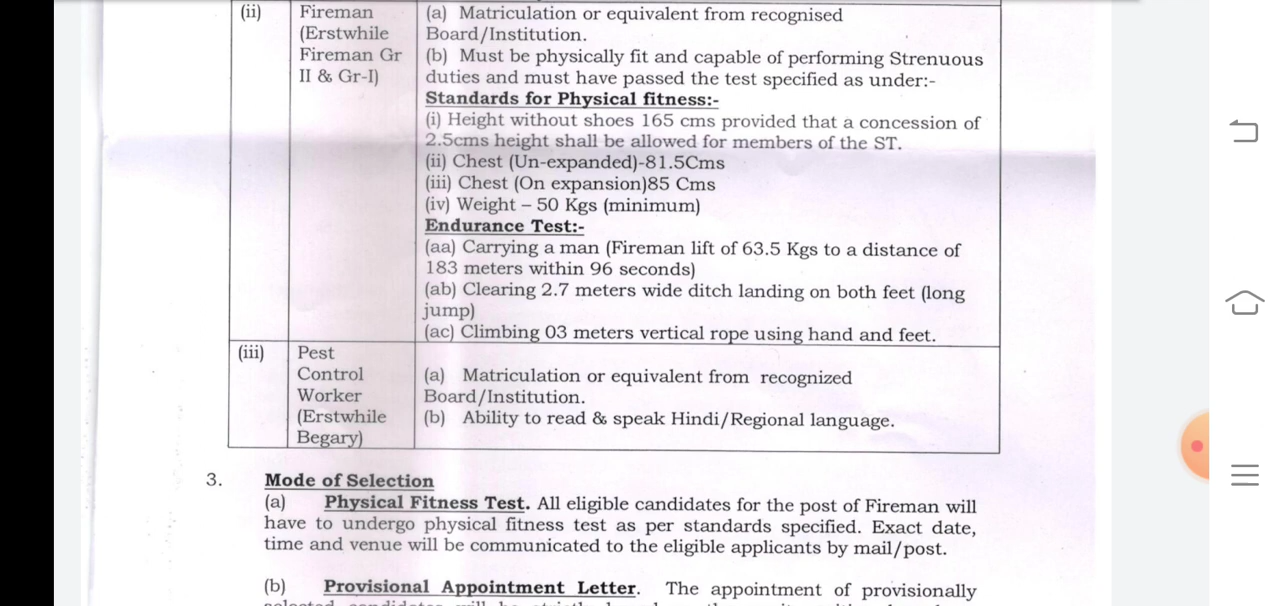 (ii) Fireman (a) Matriculation or equivalent from recognised
(Erstwhile Board/Institution.
Fireman Gr (b) Must be physically fit and capable of performing Strenuous
II & Gr-I) duties and must have passed the test specified as under:-
Standards for Physical fitness:-
(i) Height without shoes 165 cms provided that a concession of
2.5cms height shall be allowed for members of the ST.
(ii) Chest (Un-expanded)-81.5Cms
(iii) Chest (On expansion)85 Cms
(iv) Weight – 50 Kgs (minimum)
Endurance Test:-
(aa) Carrying a man (Fireman lift of 63.5 Kgs to a distance of
183 meters within 96 seconds)
(ab) Clearing 2.7 meters wide ditch landing on both feet (long
jump)
(ac) Climbing 03 meters vertical rope using hand and feet.
(iii) Pest
Control (a) Matriculation or equivalent from recognized
Worker Board/Institution.
(Erstwhile (b) Ability to read & speak Hindi/Regional language.
Begary)
3. Mode of Selection
(a) Physical Fitness Test. All eligible candidates for the post of Fireman will
have to undergo physical fitness test as per standards specified. Exact date,
time and venue will be communicated to the eligible applicants by mail/post.
(b) Provisional Appointment Letter. The appointment of provisionally